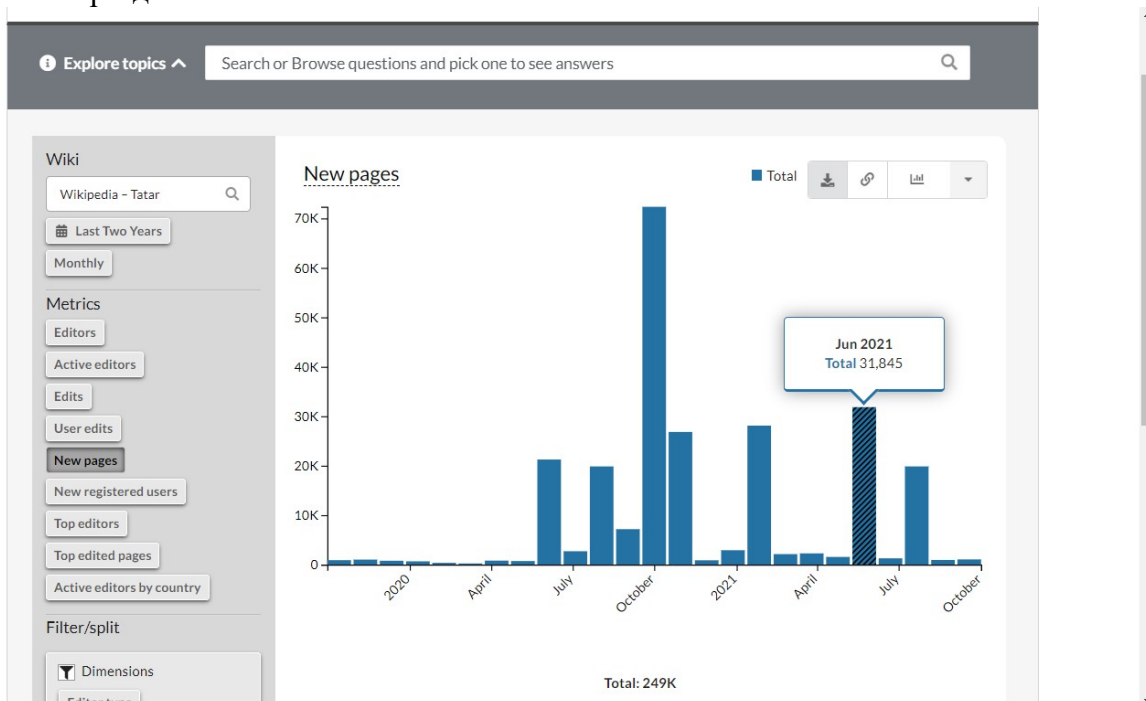 Explore topics
Search or Browse questions and pick one to see answers
Wiki
Wikipedia – Tatar
Last Two Years
Monthly
Metrics
Editors
Active editors
Edits
User edits
New pages
New registered users
Top editors
Top edited pages
Active editors by country
Filter/split
Dimensions
New pages
Total
70K
60K
50K
40K
30K
20K
10K
0
Jun 2021
Total 31,845
2020
April
July
October
2021
April
July
October
Total: 249K